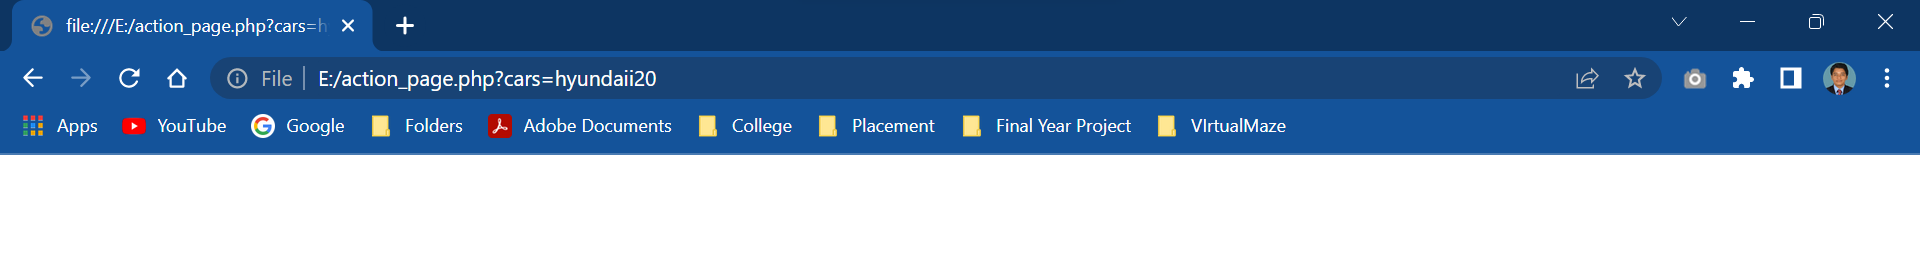 file:///E:/action_page.php?cars=h
File E:/action_page.php?cars=hyundaii20
Apps YouTube Google Folders Adobe Documents College Placement Final Year Project VIrtualMaze